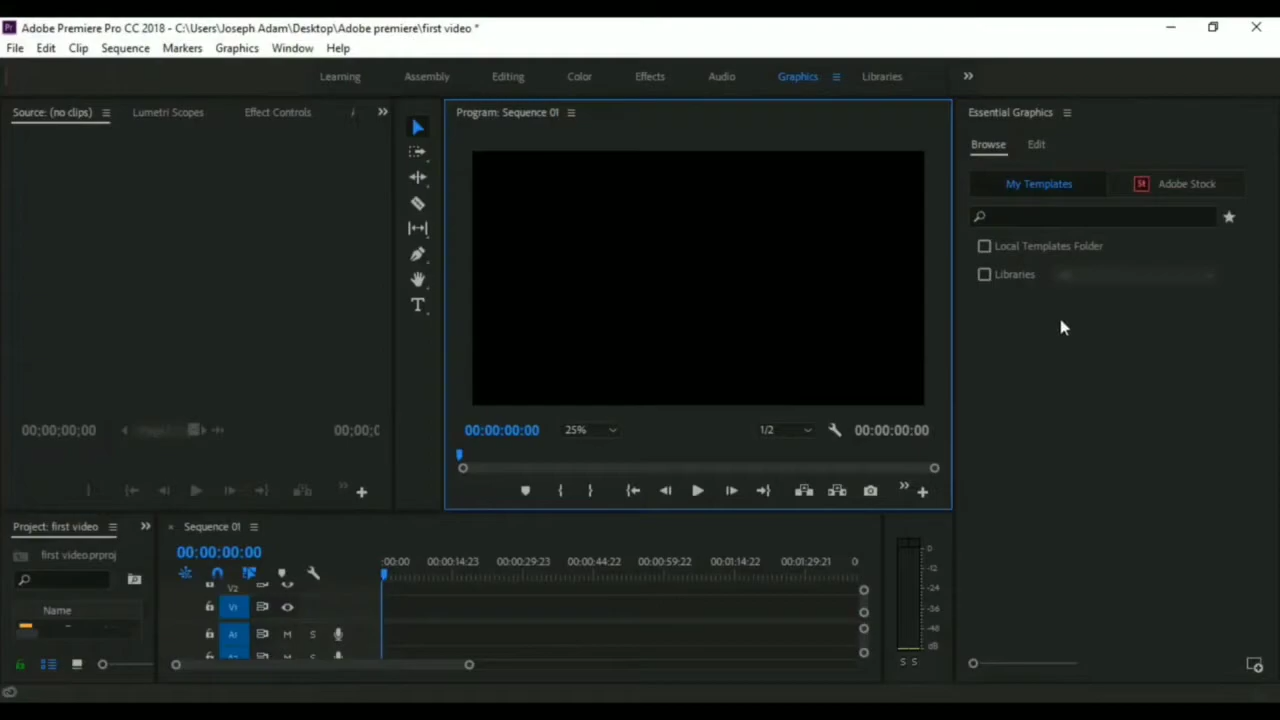 Pr Adobe Premiere Pro CC 2018 - C:\Users\Joseph Adam\Desktop\Adobe premiere\first video *
File Edit Clip Sequence Markers Graphics Window Help
Learning Assembly Editing Color Effects Audio Graphics Libraries
Source: (no clips) Lumetri Scopes Effect Controls
Program: Sequence 01
Essential Graphics
Browse Edit
My Templates St Adobe Stock
Local Templates Folder
Libraries
T
00;00;00;00 00;00;0
00:00:00:00 25% 1/2 00:00:00:00
Project: first video
Sequence 01
first video.prproj
00:00:00:00
:00:00 00:00:14:23 00:00:29:23 00:00:44:22 00:00:59:22 00:01:14:22 00:01:29:21 0
Name
V2
V1
A1 M S
0
-12
-24
-36
-48
dB
S S